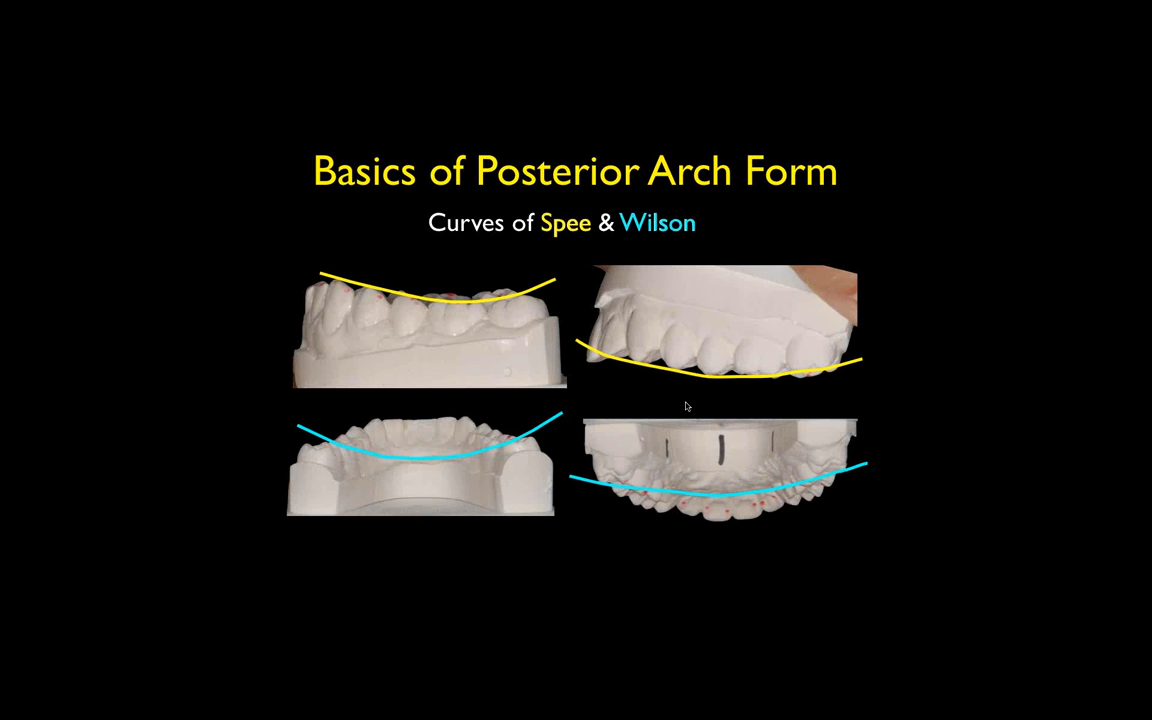 Basics of Posterior Arch Form
Curves of Spee & Wilson